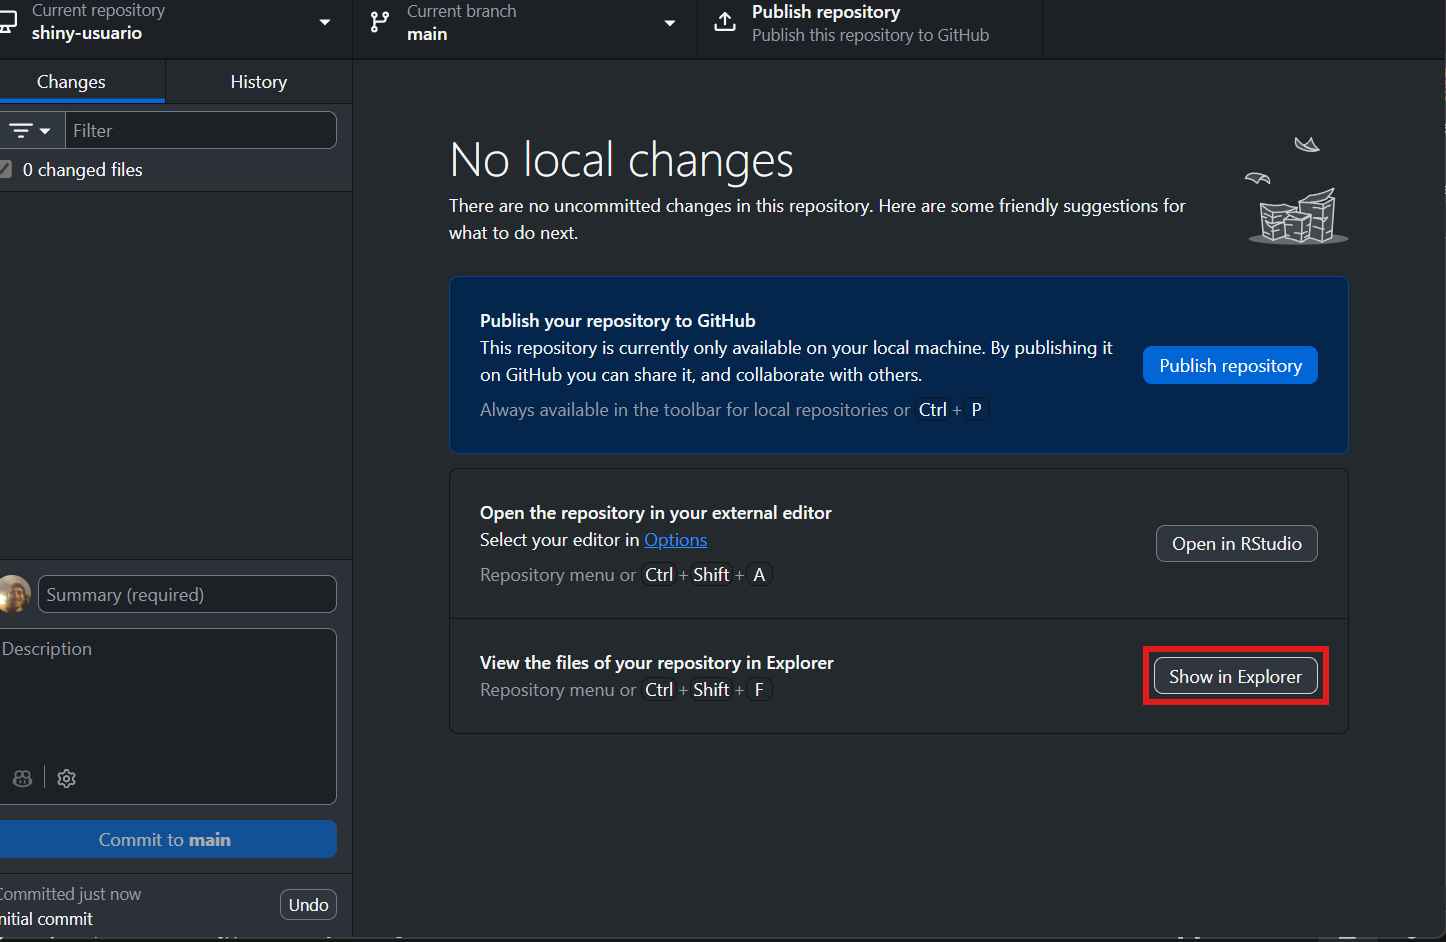 Current repository
shiny-usuario
Current branch
main
Publish repository
Publish this repository to GitHub
Changes
History
Filter
0 changed files
No local changes
There are no uncommitted changes in this repository. Here are some friendly suggestions for
what to do next.
Publish your repository to GitHub
This repository is currently only available on your local machine. By publishing it
on GitHub you can share it, and collaborate with others.
Always available in the toolbar for local repositories or Ctrl + P
Publish repository
Open the repository in your external editor
Select your editor in Options
Repository menu or Ctrl + Shift + A
Open in RStudio
View the files of your repository in Explorer
Repository menu or Ctrl + Shift + F
Show in Explorer
Summary (required)
Description
Commit to main
Committed just now
nitial commit
Undo